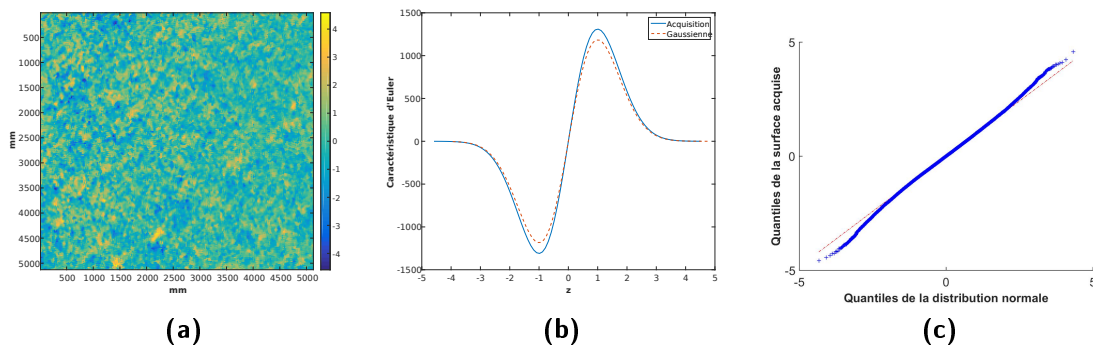 500
1000
1500
2000
2500
3000
3500
4000
4500
5000
mm
500 1000 1500 2000 2500 3000 3500 4000 4500 5000
mm
4
3
2
1
0
-1
-2
-3
-4
(a)
1500
1000
500
0
-500
-1000
-1500
Caractéristique d'Euler
-5 -4 -3 -2 -1 0 1 2 3 4 5
z
Acquisition
Gaussienne
(b)
5
0
-5
Quantiles de la surface acquise
-5 0 5
Quantiles de la distribution normale
(c)